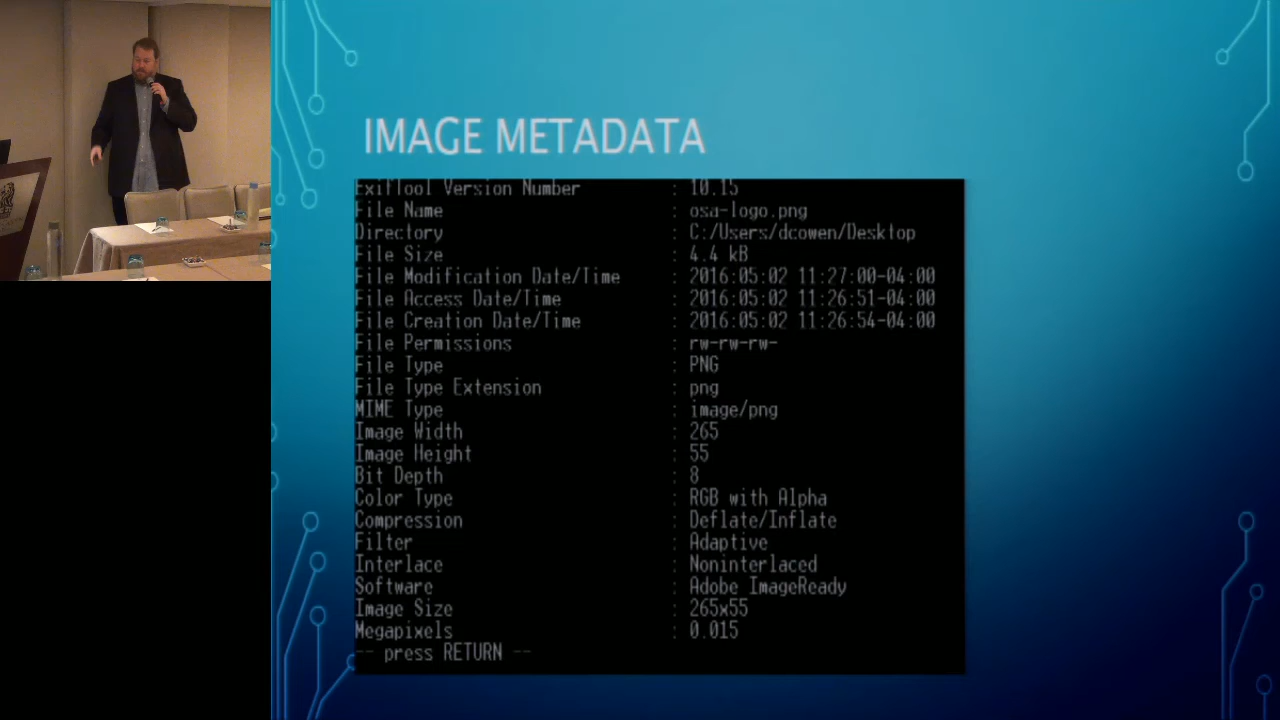 IMAGE METADATA
ExifTool Version Number : 10.15
File Name : osa-logo.png
Directory : C:/Users/dcowen/Desktop
File Size : 4.4 kB
File Modification Date/Time : 2016:05:02 11:27:00-04:00
File Access Date/Time : 2016:05:02 11:26:51-04:00
File Creation Date/Time : 2016:05:02 11:26:54-04:00
File Permissions : rw-rw-rw-
File Type : PNG
File Type Extension : png
MIME Type : image/png
Image Width : 265
Image Height : 55
Bit Depth : 8
Color Type : RGB with Alpha
Compression : Deflate/Inflate
Filter : Adaptive
Interlace : Noninterlaced
Software : Adobe ImageReady
Image Size : 265x55
Megapixels : 0.015
-- press RETURN --